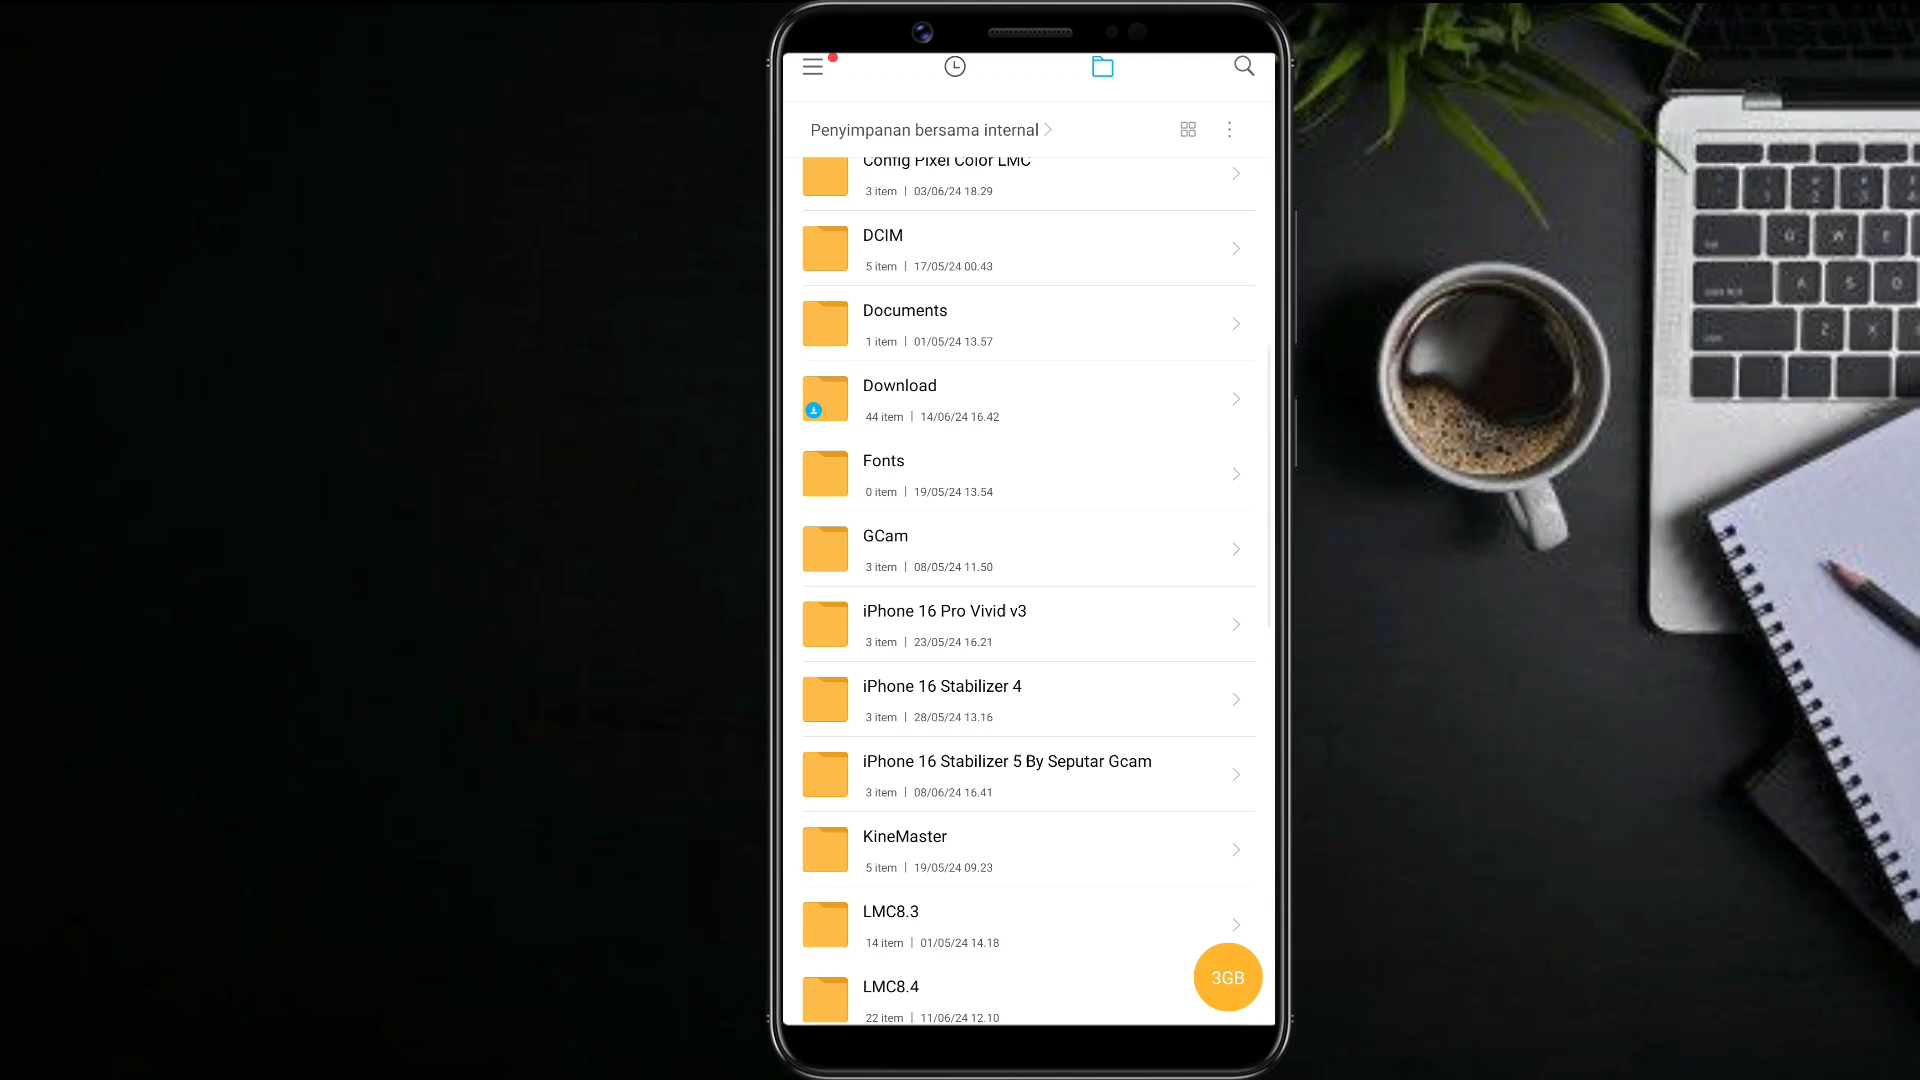 Penyimpanan bersama internal
Config Pixel Color LMC
3 item | 03/06/24 18.29
DCIM
5 item | 17/05/24 00.43
Documents
1 item | 01/05/24 13.57
Download
44 item | 14/06/24 16.42
Fonts
0 item | 19/05/24 13.54
GCam
3 item | 08/05/24 11.50
iPhone 16 Pro Vivid v3
3 item | 23/05/24 16.21
iPhone 16 Stabilizer 4
3 item | 28/05/24 13.16
iPhone 16 Stabilizer 5 By Seputar Gcam
3 item | 08/06/24 16.41
KineMaster
5 item | 19/05/24 09.23
LMC8.3
14 item | 01/05/24 14.18
3GB
LMC8.4
22 item | 11/06/24 12.10
Q W E
A S D
Z X